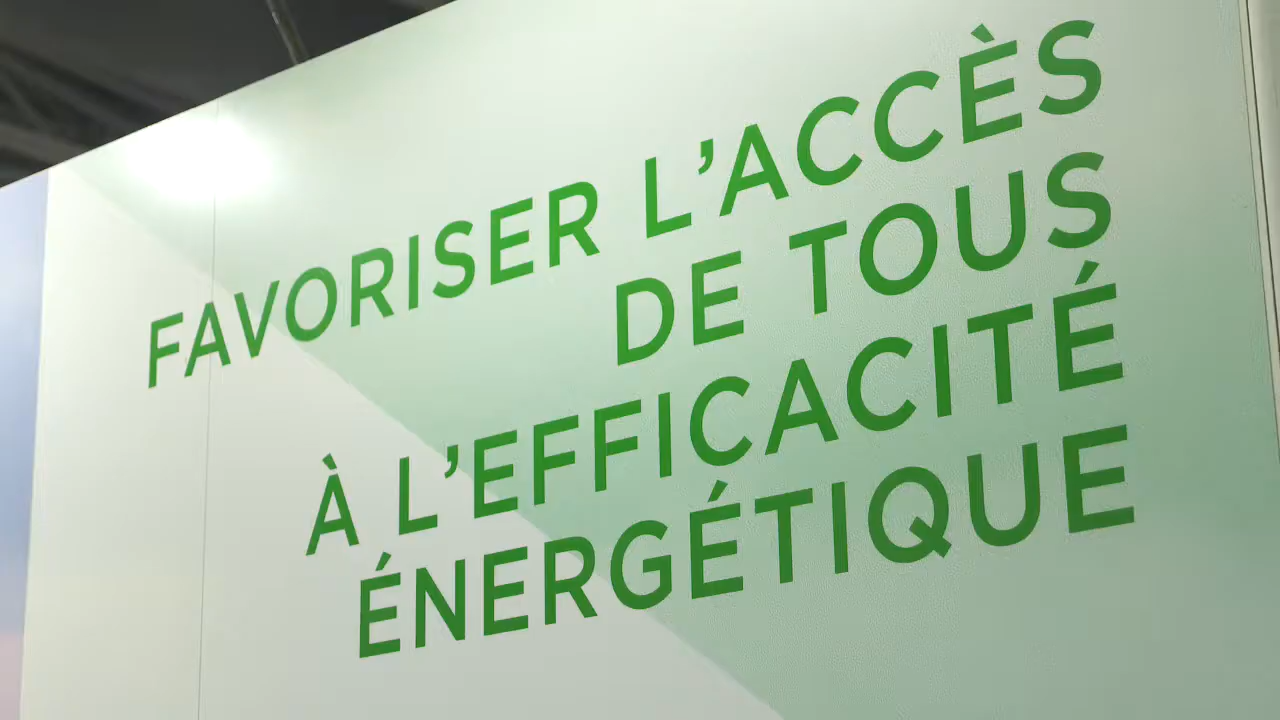 FAVORISER L’ACCÈS
DE TOUS
À L’EFFICACITÉ
ÉNERGÉTIQUE